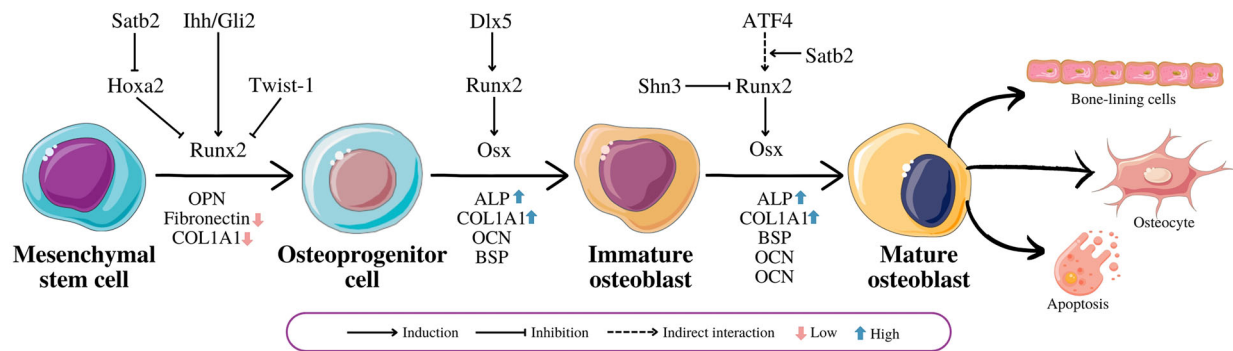 Satb2
Ihh/Gli2
Hoxa2
Twist-1
Runx2
OPN
Fibronectin
COL1A1
Mesenchymal
stem cell
Osteoprogenitor
cell
Dlx5
Runx2
Osx
ALP
COL1A1
OCN
BSP
Immature
osteoblast
ATF4
Satb2
Shn3
Runx2
Osx
ALP
COL1A1
BSP
OCN
OCN
Mature
osteoblast
Bone-lining cells
Osteocyte
Apoptosis
Induction
Inhibition
Indirect interaction
Low
High